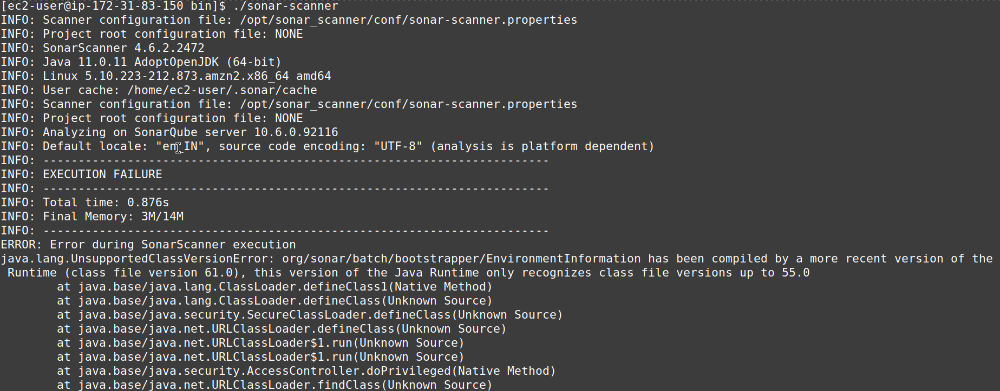 [ec2-user@ip-172-31-83-150 bin]$ ./sonar-scanner
INFO: Scanner configuration file: /opt/sonar_scanner/conf/sonar-scanner.properties
INFO: Project root configuration file: NONE
INFO: SonarScanner 4.6.2.2472
INFO: Java 11.0.11 AdoptOpenJDK (64-bit)
INFO: Linux 5.10.223-212.873.amzn2.x86_64 amd64
INFO: User cache: /home/ec2-user/.sonar/cache
INFO: Scanner configuration file: /opt/sonar_scanner/conf/sonar-scanner.properties
INFO: Project root configuration file: NONE
INFO: Analyzing on SonarQube server 10.6.0.92116
INFO: Default locale: "en_IN", source code encoding: "UTF-8" (analysis is platform dependent)
INFO: ------------------------------------------------------------------------
INFO: EXECUTION FAILURE
INFO: ------------------------------------------------------------------------
INFO: Total time: 0.876s
INFO: Final Memory: 3M/14M
INFO: ------------------------------------------------------------------------
ERROR: Error during SonarScanner execution
java.lang.UnsupportedClassVersionError: org/sonar/batch/bootstrapper/EnvironmentInformation has been compiled by a more recent version of the
Runtime (class file version 61.0), this version of the Java Runtime only recognizes class file versions up to 55.0
at java.base/java.lang.ClassLoader.defineClass1(Native Method)
at java.base/java.lang.ClassLoader.defineClass(Unknown Source)
at java.base/java.security.SecureClassLoader.defineClass(Unknown Source)
at java.base/java.net.URLClassLoader.defineClass(Unknown Source)
at java.base/java.net.URLClassLoader$1.run(Unknown Source)
at java.base/java.net.URLClassLoader$1.run(Unknown Source)
at java.base/java.security.AccessController.doPrivileged(Native Method)
at java.base/java.net.URLClassLoader.findClass(Unknown Source)